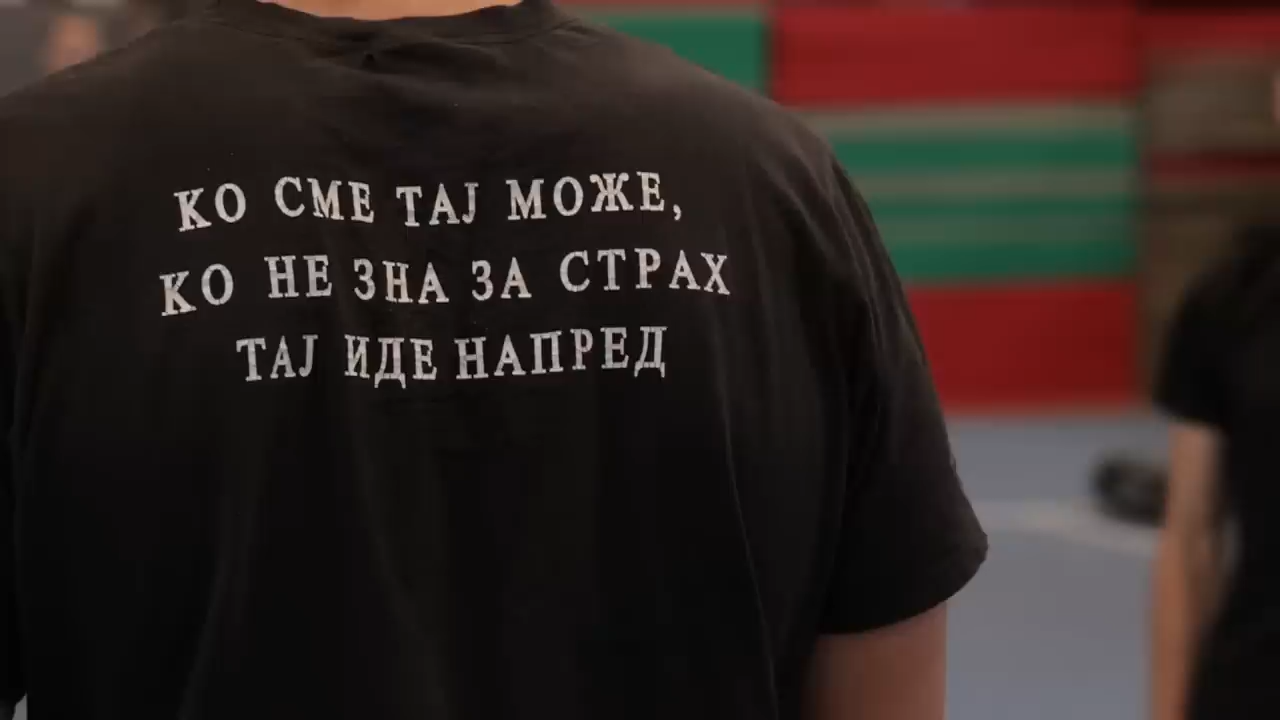 КО СМЕ ТАЈ МОЖЕ,
КО НЕ ЗНА ЗА СТРАХ
ТАЈ ИДЕ НАПРЕД